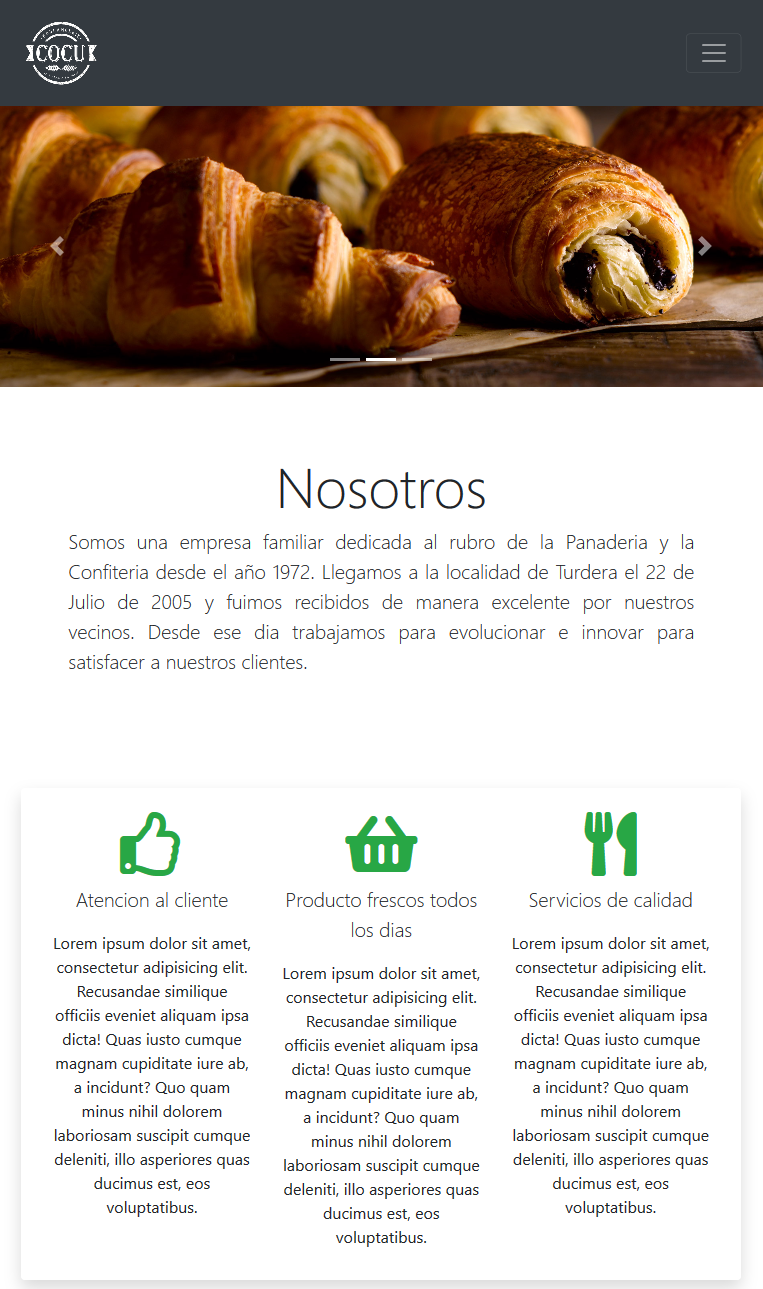 COCU
Nosotros
Somos una empresa familiar dedicada al rubro de la Panaderia y la
Confiteria desde el año 1972. Llegamos a la localidad de Turdera el 22 de
Julio de 2005 y fuimos recibidos de manera excelente por nuestros
vecinos. Desde ese dia trabajamos para evolucionar e innovar para
satisfacer a nuestros clientes.
Atencion al cliente
Lorem ipsum dolor sit amet,
consectetur adipisicing elit.
Recusandae similique
officiis eveniet aliquam ipsa
dicta! Quas iusto cumque
magnam cupiditate iure ab,
a incidunt? Quo quam
minus nihil dolorem
laboriosam suscipit cumque
deleniti, illo asperiores quas
ducimus est, eos
voluptatibus.
Producto frescos todos
los dias
Lorem ipsum dolor sit amet,
consectetur adipisicing elit.
Recusandae similique
officiis eveniet aliquam ipsa
dicta! Quas iusto cumque
magnam cupiditate iure ab,
a incidunt? Quo quam
minus nihil dolorem
laboriosam suscipit cumque
deleniti, illo asperiores quas
ducimus est, eos
voluptatibus.
Servicios de calidad
Lorem ipsum dolor sit amet,
consectetur adipisicing elit.
Recusandae similique
officiis eveniet aliquam ipsa
dicta! Quas iusto cumque
magnam cupiditate iure ab,
a incidunt? Quo quam
minus nihil dolorem
laboriosam suscipit cumque
deleniti, illo asperiores quas
ducimus est, eos
voluptatibus.